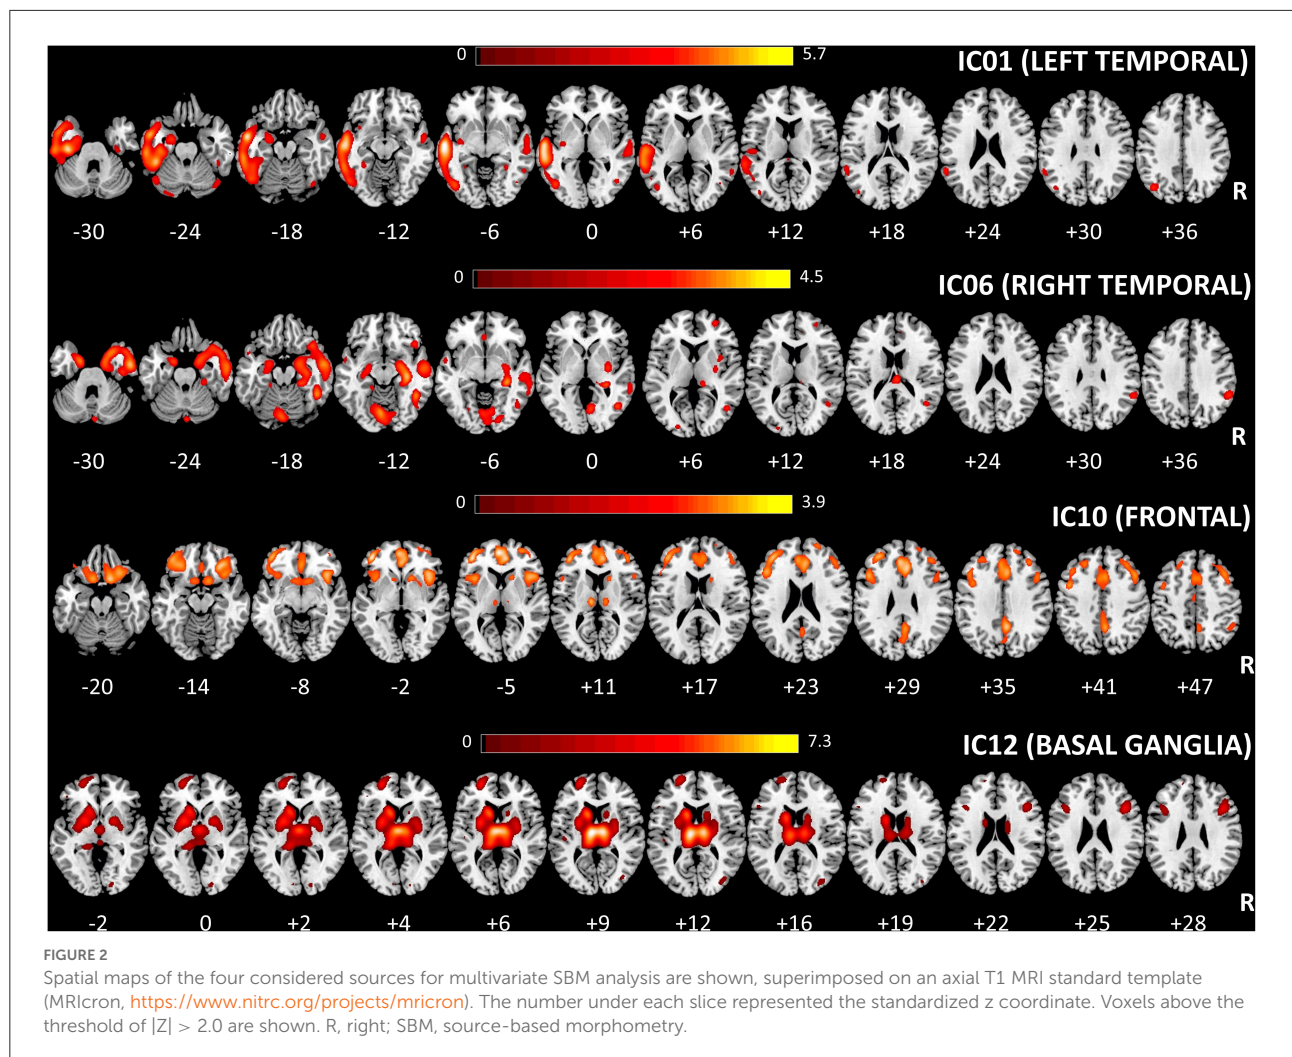 0 5.7 IC01 (LEFT TEMPORAL)
R
-30 -24 -18 -12 -6 0 +6 +12 +18 +24 +30 +36
0 4.5 IC06 (RIGHT TEMPORAL)
R
-30 -24 -18 -12 -6 0 +6 +12 +18 +24 +30 +36
0 3.9 IC10 (FRONTAL)
R
-20 -14 -8 -2 -5 +11 +17 +23 +29 +35 +41 +47
0 7.3 IC12 (BASAL GANGLIA)
R
-2 0 +2 +4 +6 +9 +12 +16 +19 +22 +25 +28
FIGURE 2
Spatial maps of the four considered sources for multivariate SBM analysis are shown, superimposed on an axial T1 MRI standard template
(MRIcron, https://www.nitrc.org/projects/mricron). The number under each slice represented the standardized z coordinate. Voxels above the
threshold of |Z| > 2.0 are shown. R, right; SBM, source-based morphometry.